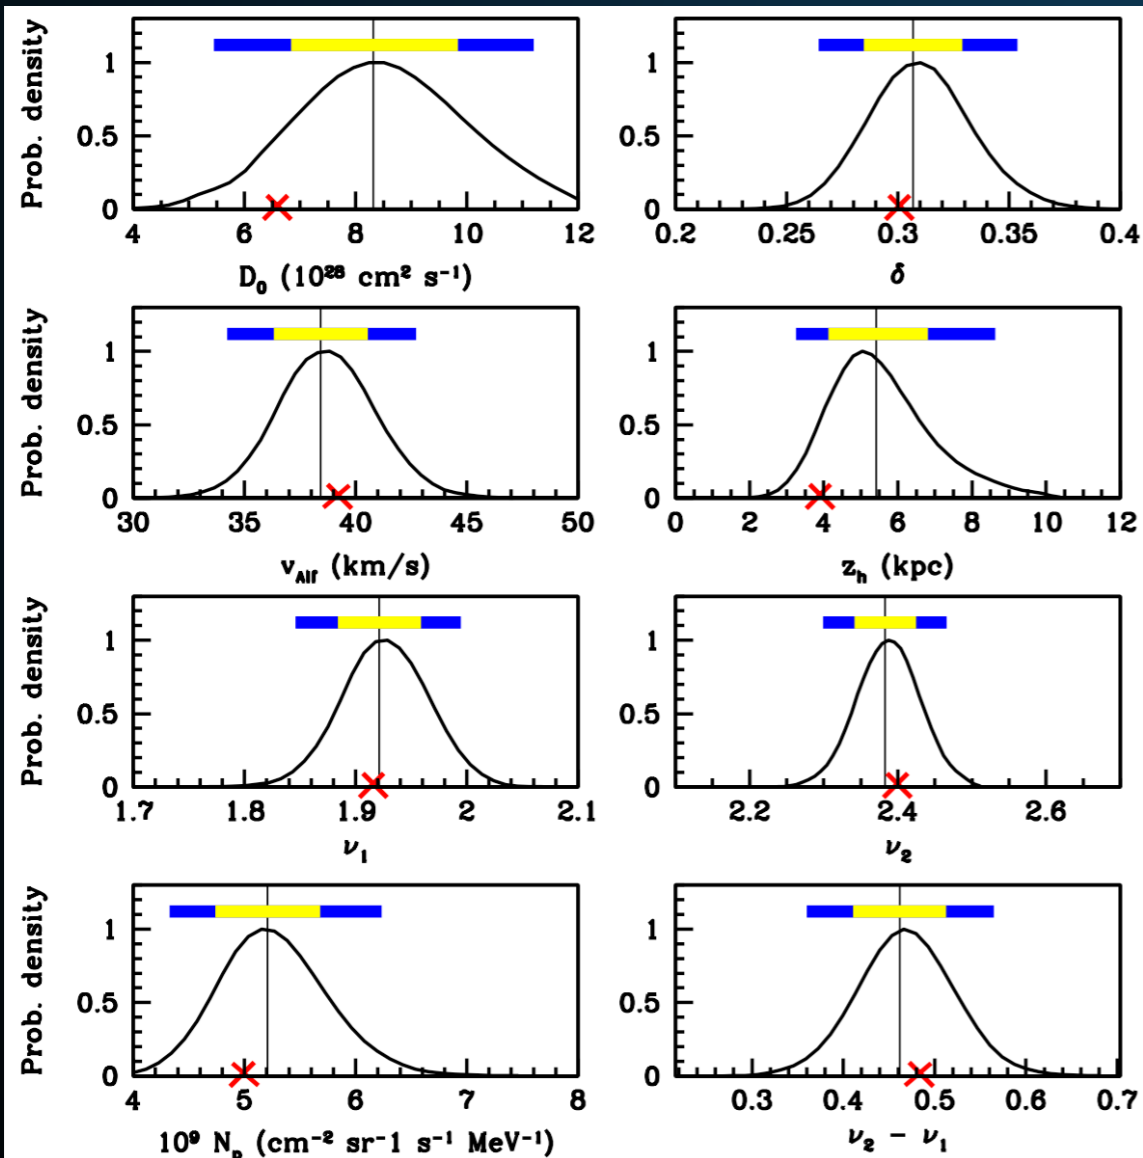 Prob. density
1
0.5
0
4 6 8 10 12
D₀ (10²⁸ cm² s⁻¹)
0.2 0.25 0.3 0.35 0.4
δ
Prob. density
1
0.5
0
30 35 40 45 50
v_Alf (km/s)
1
0.5
0
0 2 4 6 8 10 12
z_h (kpc)
Prob. density
1
0.5
0
1.7 1.8 1.9 2 2.1
ν₁
1
0.5
0
2.2 2.4 2.6
ν₂
Prob. density
1
0.5
0
4 5 6 7 8
10⁹ N_p (cm⁻² sr-1 s⁻¹ MeV⁻¹)
1
0.5
0
0.3 0.4 0.5 0.6 0.7
ν₂ − ν₁